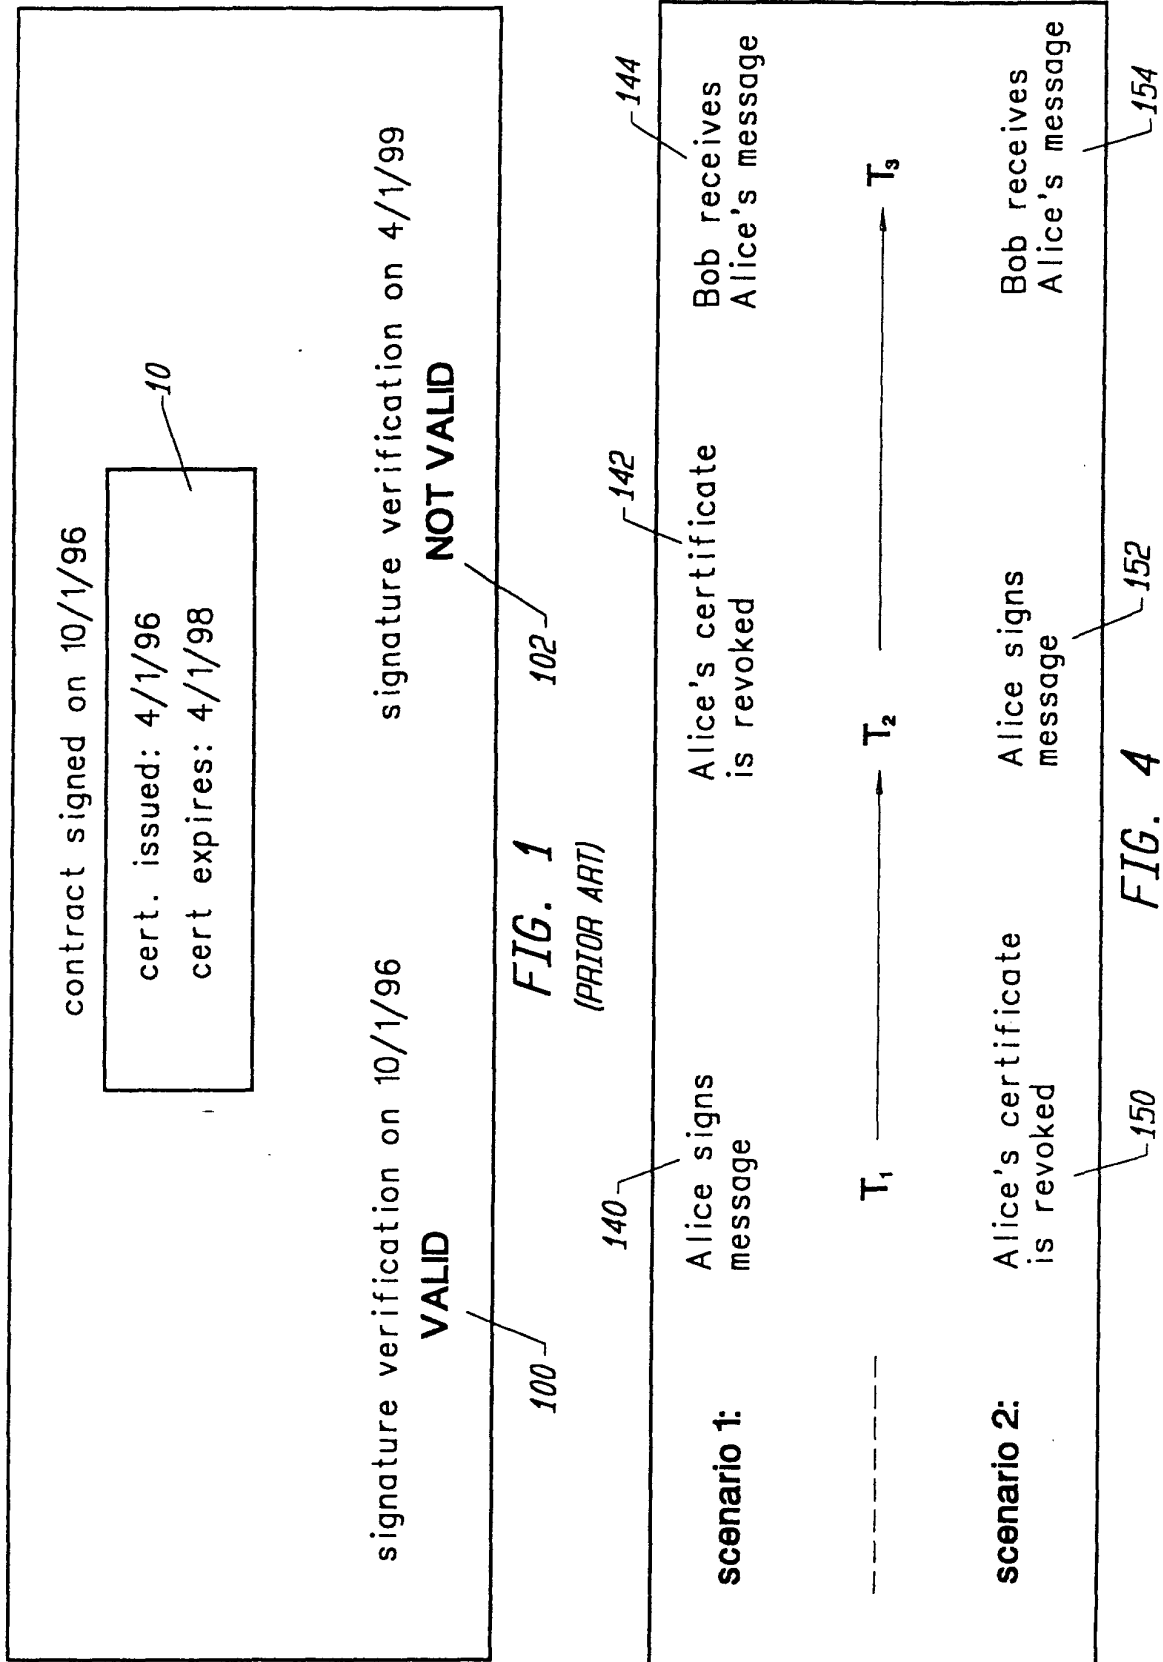 contract signed on 10/1/96
cert. issued: 4/1/96
cert expires: 4/1/98
10
signature verification on 10/1/96
VALID
signature verification on 4/1/99
NOT VALID
100
102
FIG. 1
(PRIOR ART)
140
142
144
scenario 1:
Alice signs
message
Alice's certificate
is revoked
Bob receives
Alice's message
T1
T2
T3
scenario 2:
Alice's certificate
is revoked
Alice signs
message
Bob receives
Alice's message
150
152
154
FIG. 4